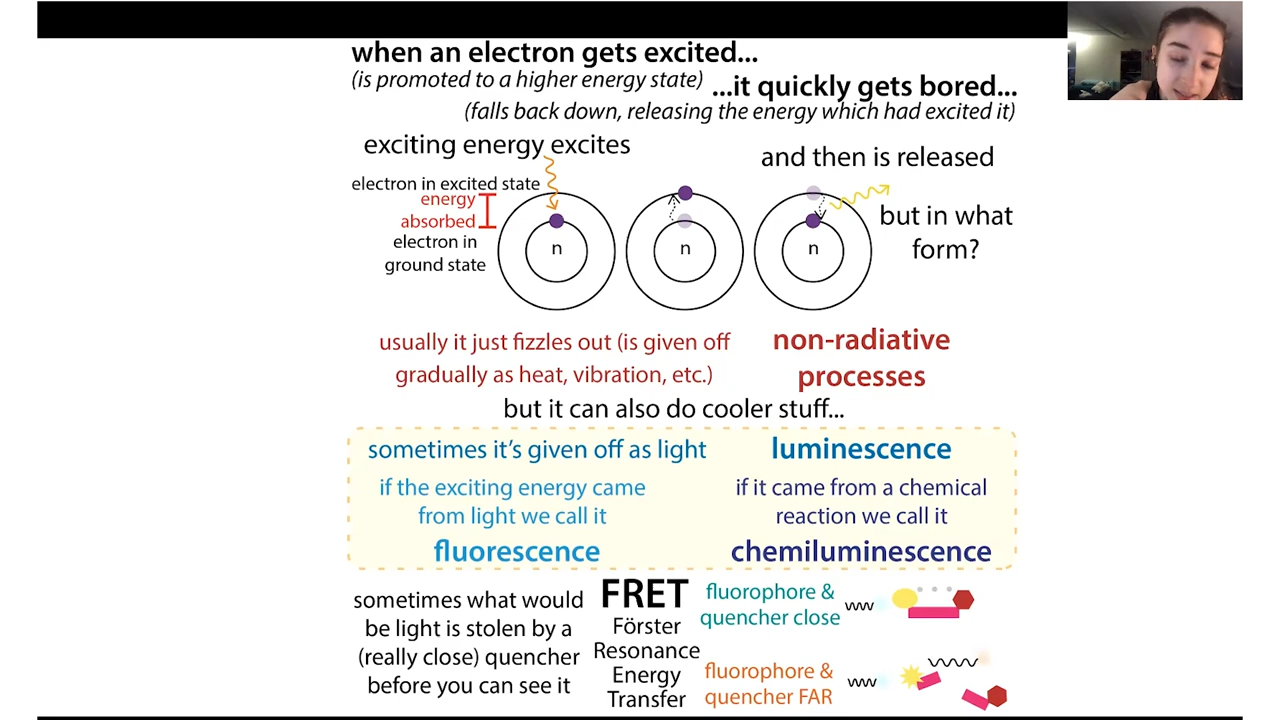 when an electron gets excited...
(is promoted to a higher energy state)
...it quickly gets bored...
(falls back down, releasing the energy which had excited it)
exciting energy excites
and then is released
electron in excited state
energy
absorbed
electron in
ground state
n
n
n
but in what
form?
usually it just fizzles out (is given off
gradually as heat, vibration, etc.)
non-radiative
processes
but it can also do cooler stuff...
sometimes it's given off as light
luminescence
if the exciting energy came
from light we call it
fluorescence
if it came from a chemical
reaction we call it
chemiluminescence
sometimes what would
be light is stolen by a
(really close) quencher
before you can see it
FRET
Förster
Resonance
Energy
Transfer
fluorophore &
quencher close
fluorophore &
quencher FAR